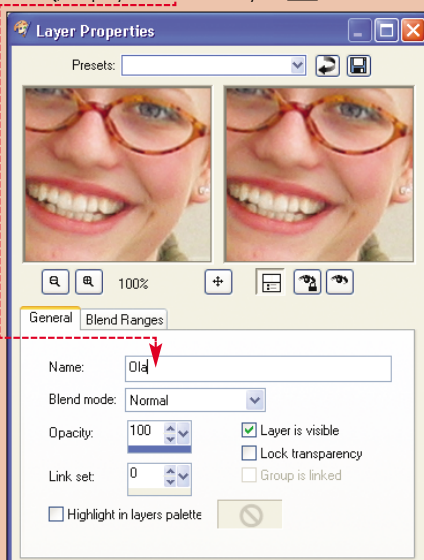 Layer Properties
Presets:
100%
General Blend Ranges
Name: Ola
Blend mode: Normal
Opacity: 100 Layer is visible
Lock transparency
Link set: 0 Group is linked
Highlight in layers palette